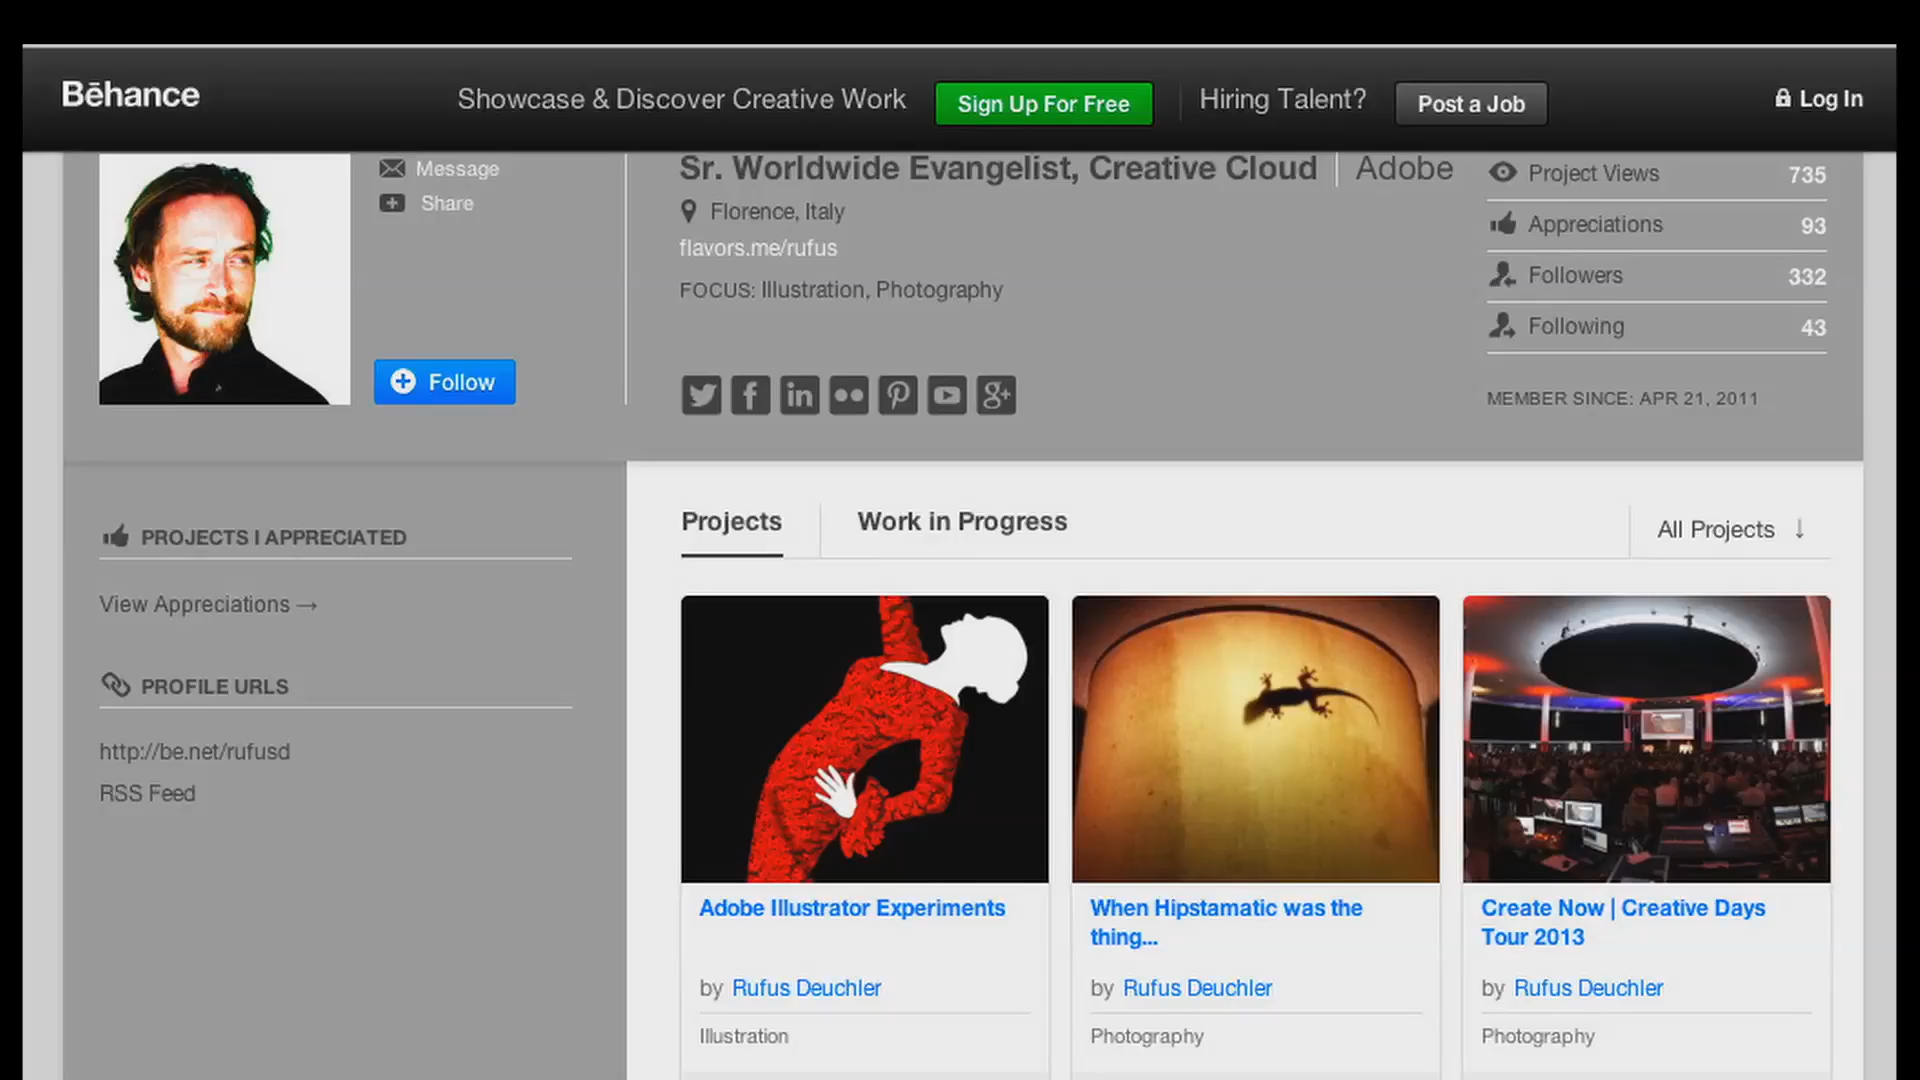 Bēhance
Showcase & Discover Creative Work
Sign Up For Free
Hiring Talent?
Post a Job
Log In
Message
Share
Follow
Sr. Worldwide Evangelist, Creative Cloud | Adobe
Florence, Italy
flavors.me/rufus
FOCUS: Illustration, Photography
Project Views 735
Appreciations 93
Followers 332
Following 43
MEMBER SINCE: APR 21, 2011
PROJECTS I APPRECIATED
View Appreciations →
PROFILE URLS
http://be.net/rufusd
RSS Feed
Projects
Work in Progress
All Projects ↓
Adobe Illustrator Experiments
by Rufus Deuchler
Illustration
When Hipstamatic was the
thing...
by Rufus Deuchler
Photography
Create Now | Creative Days
Tour 2013
by Rufus Deuchler
Photography